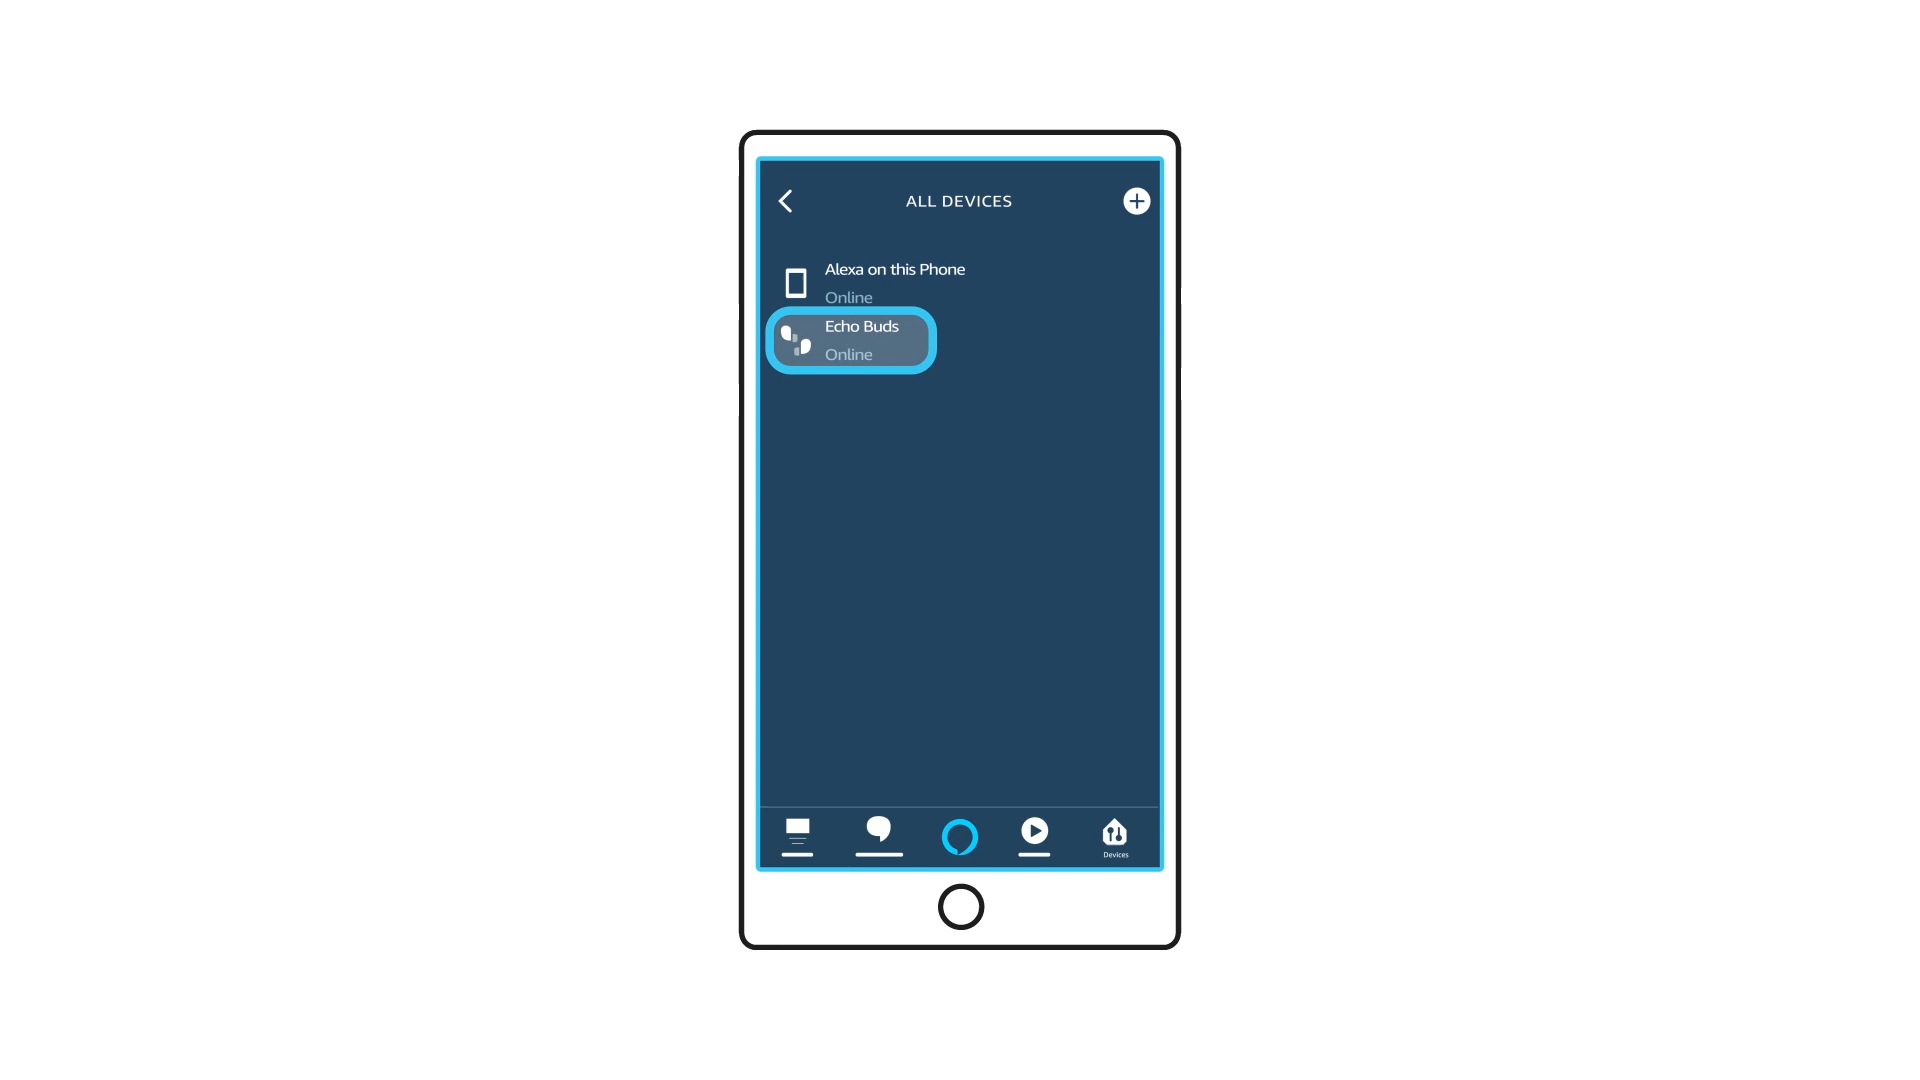 ALL DEVICES
Alexa on this Phone
Online
Echo Buds
Online
Devices